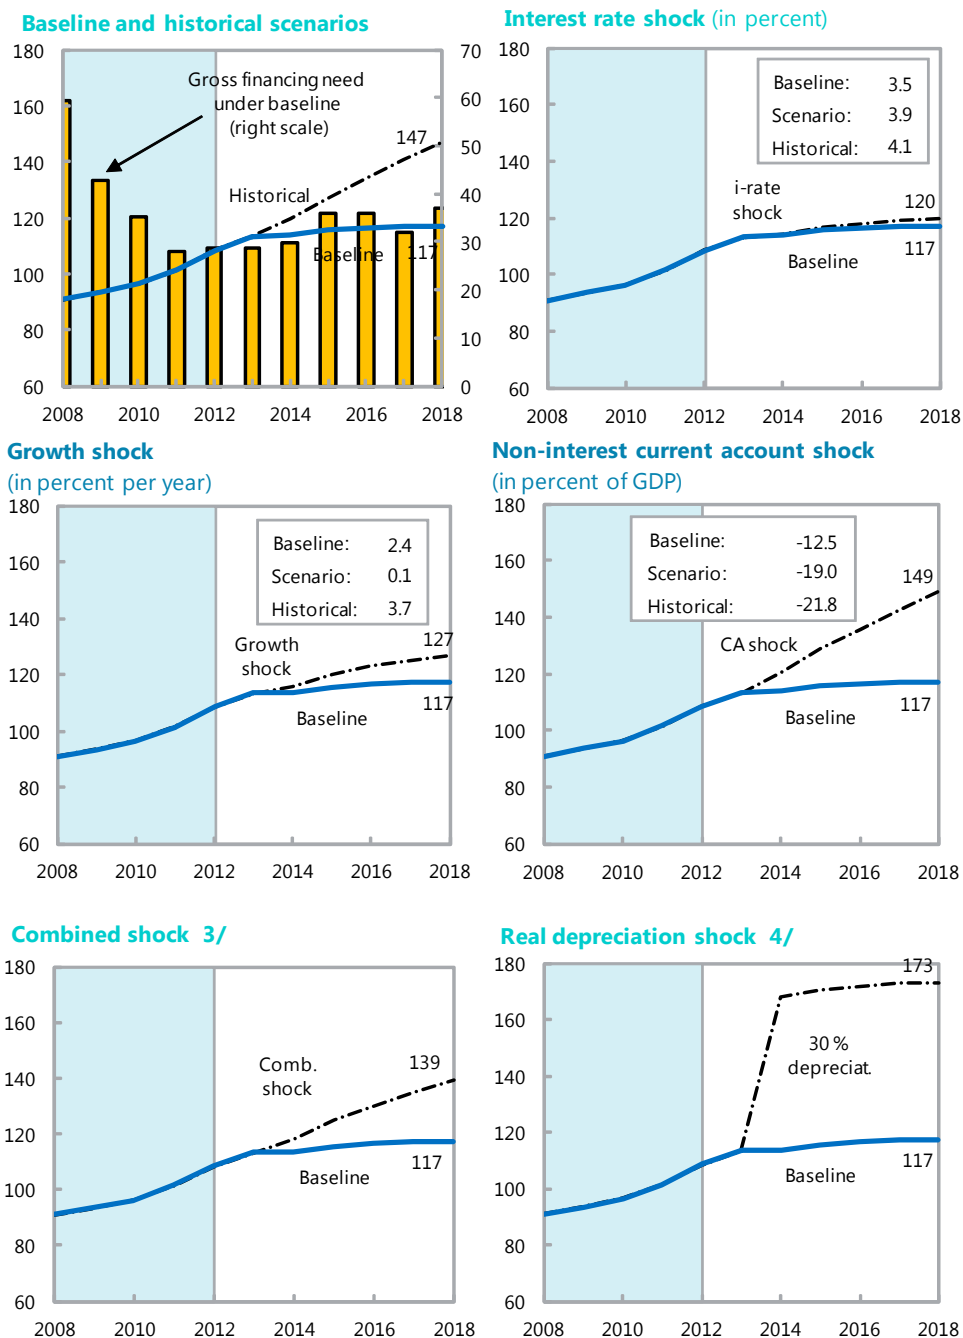 Baseline and historical scenarios
180
160
140
120
100
80
60
70
60
50
40
30
20
10
0
Gross financing need
under baseline
(right scale)
147
Historical
Baseline
117
2008 2010 2012 2014 2016 2018
Interest rate shock (in percent)
180
160
140
120
100
80
60
Baseline: 3.5
Scenario: 3.9
Historical: 4.1
i-rate
shock
120
117
Baseline
2008 2010 2012 2014 2016 2018
Growth shock
(in percent per year)
180
160
140
120
100
80
60
Baseline: 2.4
Scenario: 0.1
Historical: 3.7
Growth
shock
127
117
Baseline
2008 2010 2012 2014 2016 2018
Non-interest current account shock
(in percent of GDP)
180
160
140
120
100
80
60
Baseline: -12.5
Scenario: -19.0
Historical: -21.8
149
CA shock
117
Baseline
2008 2010 2012 2014 2016 2018
Combined shock 3/
180
160
140
120
100
80
60
Comb.
shock
139
117
Baseline
2008 2010 2012 2014 2016 2018
Real depreciation shock 4/
180
160
140
120
100
80
60
173
30 %
depreciat.
117
Baseline
2008 2010 2012 2014 2016 2018